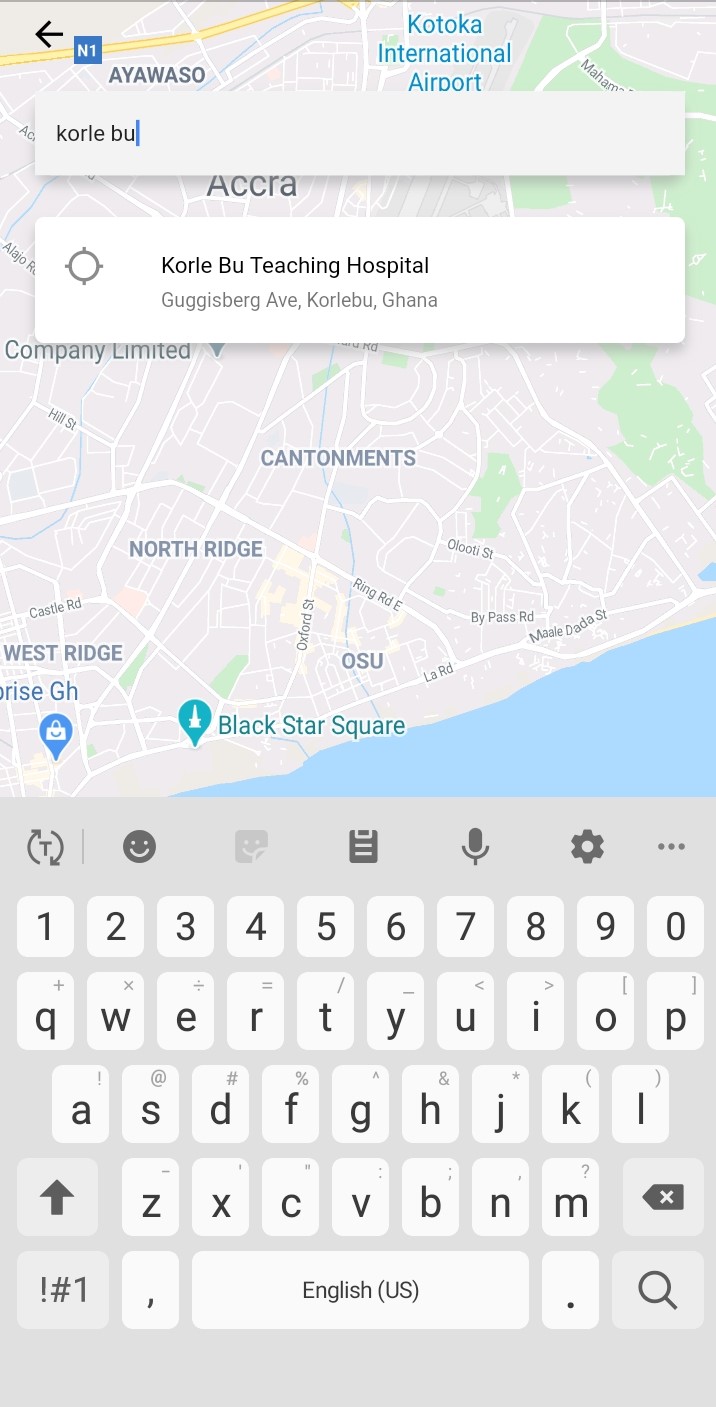 Kotoka
International
Airport
N1
AYAWASO
korle bu
Accra
Korle Bu Teaching Hospital
Guggisberg Ave, Korlebu, Ghana
Company Limited
Hill St
CANTONMENTS
NORTH RIDGE
Olooti St
Ring Rd E
Castle Rd
Oxford St
By Pass Rd
Maale Dada St
WEST RIDGE
OSU
La Rd
Gh
Black Star Square
T
1 2 3 4 5 6 7 8 9 0
+ × ÷ = / _ < > [ ]
q w e r t y u i o p
! @ # % ^ & * ( )
a s d f g h j k l
- ' " : ; , ?
z x c v b n m
!#1 , English (US) .